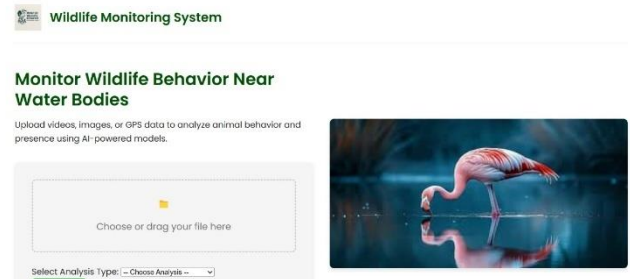 Wildlife Monitoring System
Monitor Wildlife Behavior Near
Water Bodies
Upload videos, images, or GPS data to analyze animal behavior and
presence using AI-powered models.
Choose or drag your file here
Select Analysis Type: -- Choose Analysis --